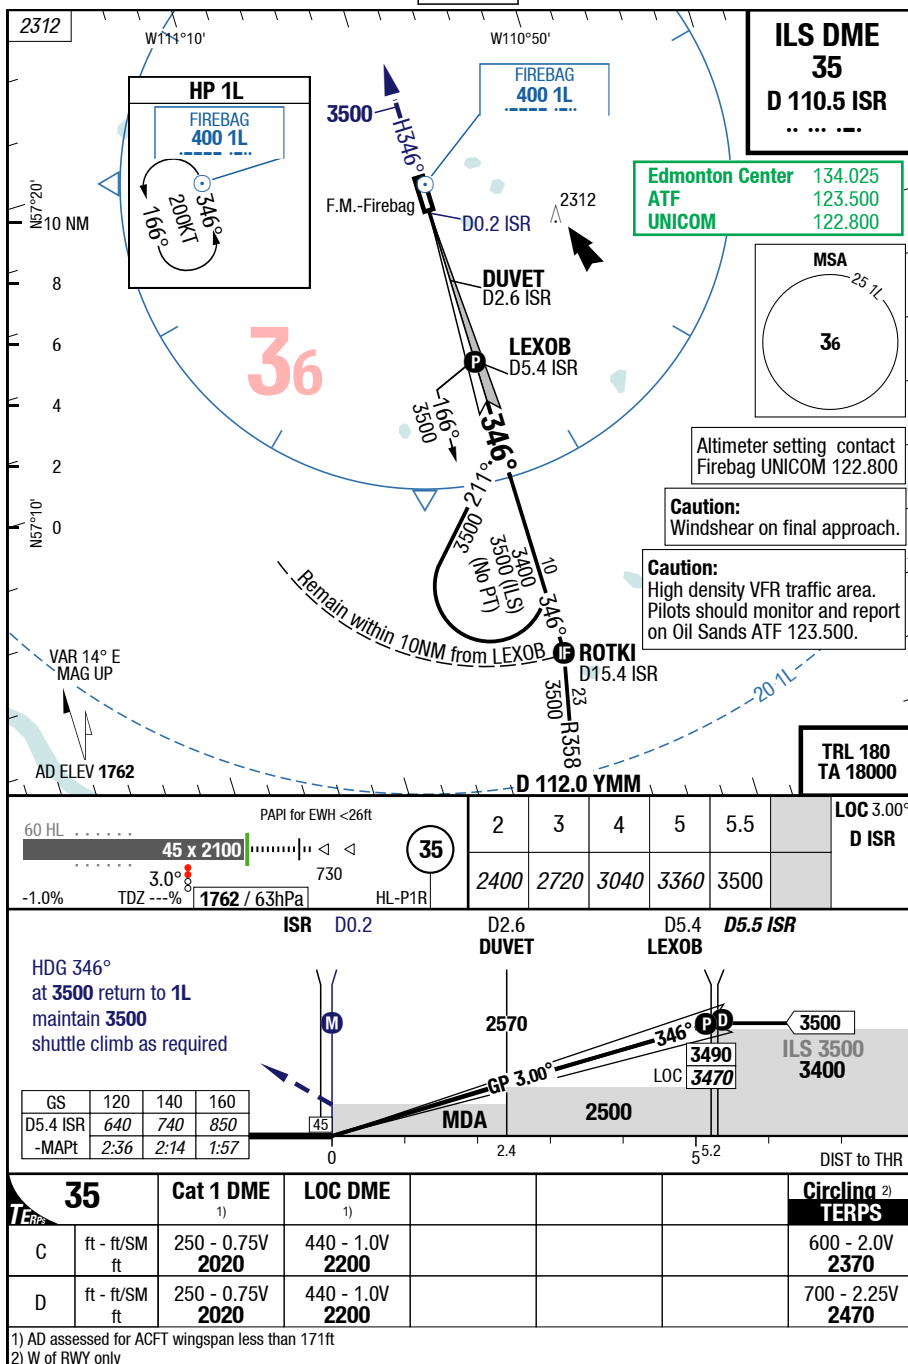 2312
W111°10'
W110°50'
ILS DME
35
D 110.5 ISR
HP 1L
FIREBAG
400 1L
346°
200KT
166°
3500
H346°
FIREBAG
400 1L
Edmonton Center 134.025
ATF 123.500
UNICOM 122.800
N57°20'
10 NM
F.M.-Firebag
D0.2 ISR
2312
DUVET
D2.6 ISR
MSA
25 1L
36
8
6
4
2
0
N57°10'
36
LEXOB
D5.4 ISR
P
166°
3500
346°
Altimeter setting contact
Firebag UNICOM 122.800
Caution:
Windshear on final approach.
Caution:
High density VFR traffic area.
Pilots should monitor and report
on Oil Sands ATF 123.500.
3500 211°
3400
3500 (ILS)
(No PT)
10
346°
Remain within 10NM from LEXOB
IF ROTKI
D15.4 ISR
23
3500
R358
D 112.0 YMM
20 1L
VAR 14° E
MAG UP
AD ELEV 1762
TRL 180
TA 18000
60 HL
PAPI for EWH <26ft
45 x 2100
730
3.0°
-1.0%
TDZ ---%
1762 / 63hPa
HL-P1R
35
2 3 4 5 5.5 LOC 3.00°
D ISR
2400 2720 3040 3360 3500
ISR D0.2 D2.6 D5.4 D5.5 ISR
DUVET LEXOB
HDG 346°
at 3500 return to 1L
maintain 3500
shuttle climb as required
M
2570
346°
P D
3500
ILS 3500
3400
3490
LOC 3470
GP 3.00°
MDA
2500
45
GS 120 140 160
D5.4 ISR 640 740 850
-MAPt 2:36 2:14 1:57
0 2.4 5 5.2 DIST to THR
TERPS
35
Cat 1 DME 1)
LOC DME 1)
Circling 2)
TERPS
C ft - ft/SM 250 - 0.75V 440 - 1.0V 600 - 2.0V
ft 2020 2200 2370
D ft - ft/SM 250 - 0.75V 440 - 1.0V 700 - 2.25V
ft 2020 2200 2470
1) AD assessed for ACFT wingspan less than 171ft
2) W of RWY only